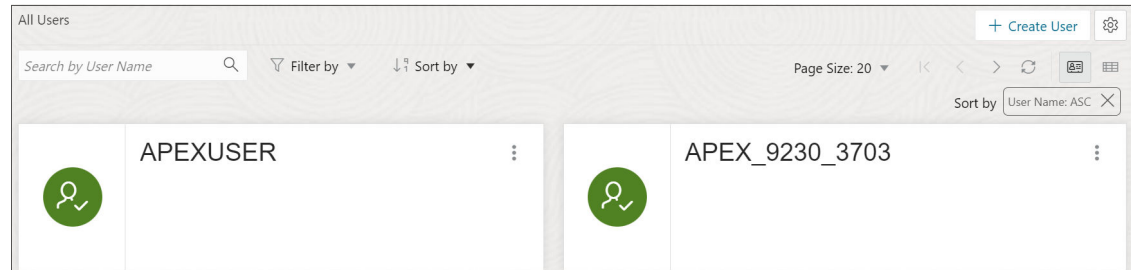 All Users
+ Create User
Search by User Name
Filter by
Sort by
Page Size: 20
Sort by User Name: ASC
APEXUSER
APEX_9230_3703